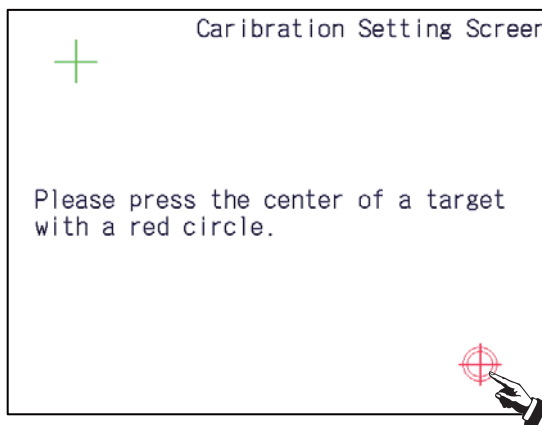 Caribration Setting Screen
Please press the center of a target
with a red circle.